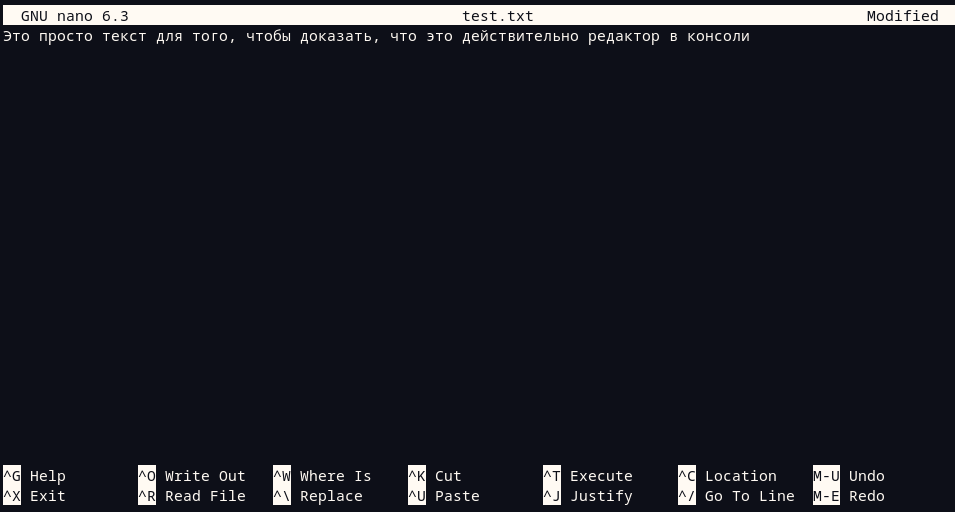 GNU nano 6.3 test.txt Modified
Это просто текст для того, чтобы доказать, что это действительно редактор в консоли
^G Help ^O Write Out ^W Where Is ^K Cut ^T Execute ^C Location M-U Undo
^X Exit ^R Read File ^\ Replace ^U Paste ^J Justify ^/ Go To Line M-E Redo